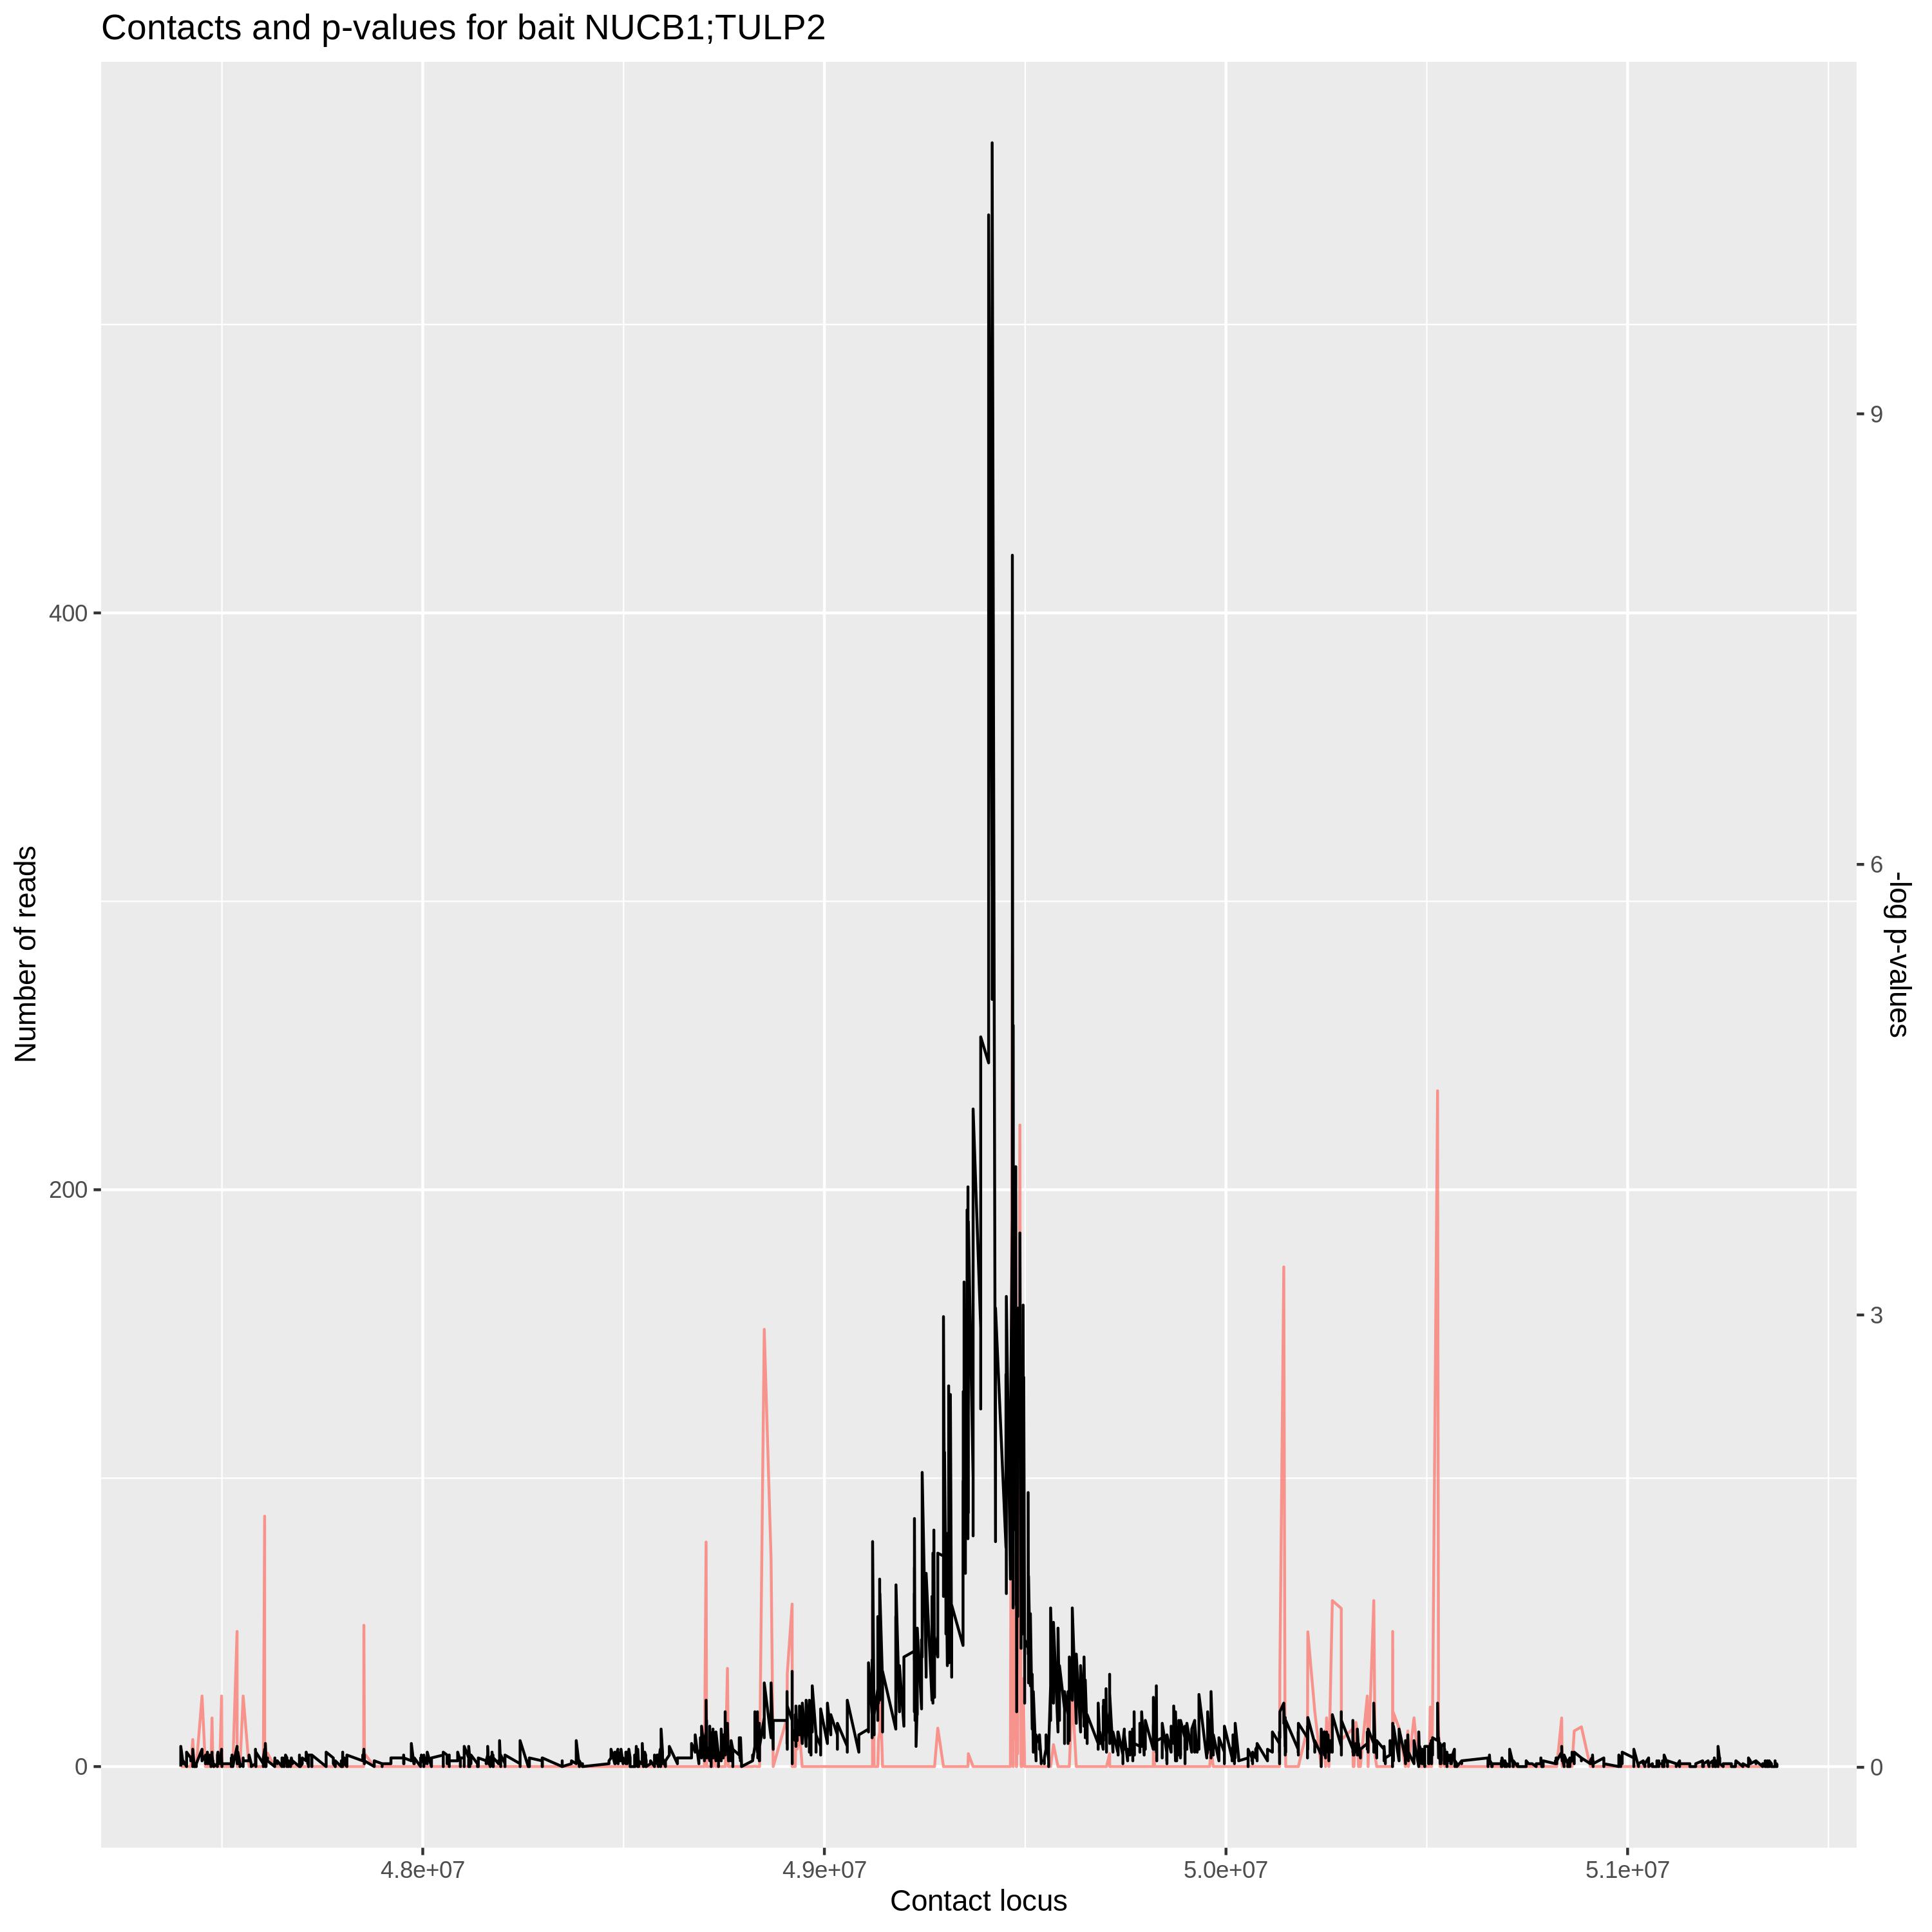 Contacts and p-values for bait NUCB1;TULP2
Number of reads
400
200
0
9
6
3
0
-log p-values
4.8e+07
4.9e+07
5.0e+07
5.1e+07
Contact locus